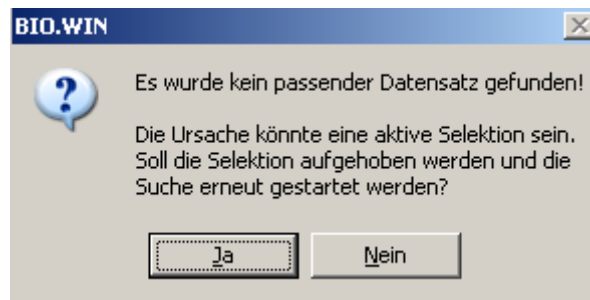 BIO.WIN
Es wurde kein passender Datensatz gefunden!
Die Ursache könnte eine aktive Selektion sein.
Soll die Selektion aufgehoben werden und die
Suche erneut gestartet werden?
Ja
Nein